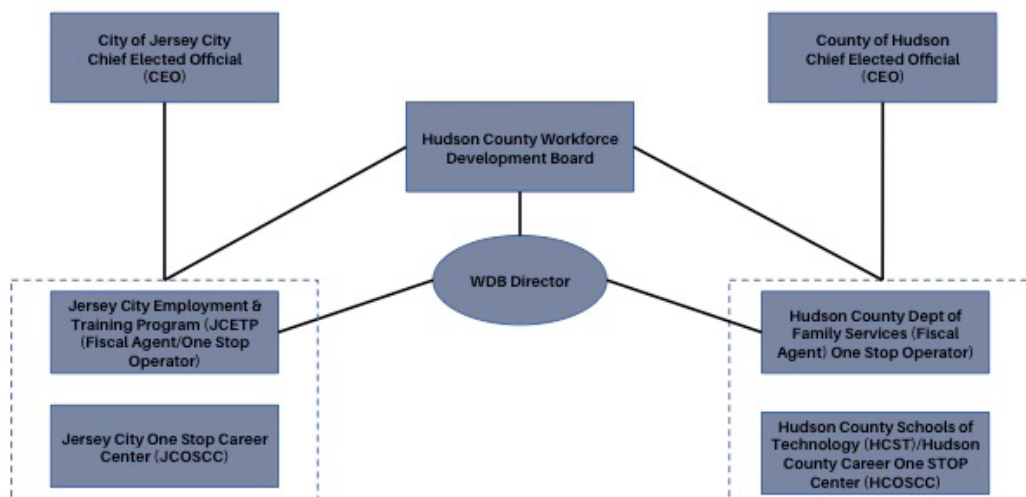 City of Jersey City
Chief Elected Official
(CEO)
County of Hudson
Chief Elected Official
(CEO)
Hudson County Workforce
Development Board
WDB Director
Jersey City Employment &
Training Program (JCETP
(Fiscal Agent/One Stop
Operator)
Hudson County Dept of
Family Services (Fiscal
Agent) One Stop Operator)
Jersey City One Stop Career
Center (JCOSCC)
Hudson County Schools of
Technology (HCST)/Hudson
County Career One STOP
Center (HCOSCC)